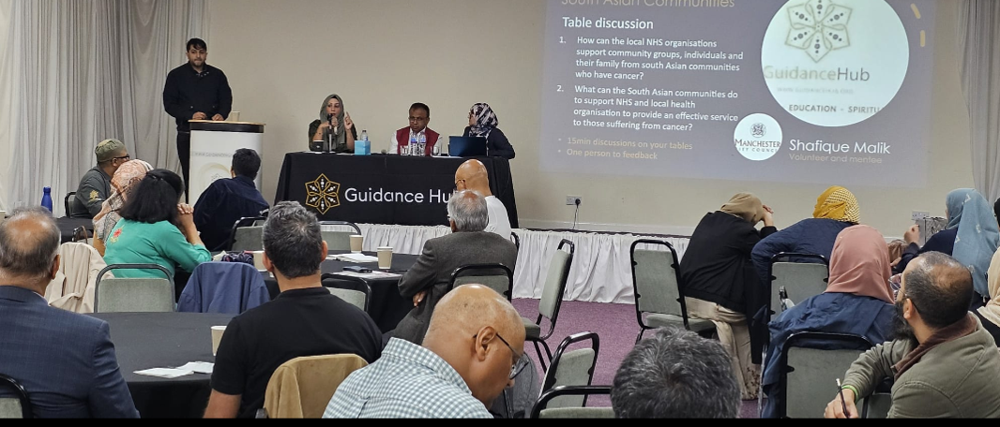 South Asian Communities
Table discussion
1. How can the local NHS organisations
support community groups, individuals and
their family from south Asian communities
who have cancer?
2. What can the South Asian communities do
to support NHS and local health
organisation to provide an effective service
to those suffering from cancer?
• 15min discussions on your tables
• One person to feedback
GuidanceHub
EDUCATION - SPIRITU
MANCHESTER
CITY COUNCIL
Shafique Malik
Volunteer and mentee
Guidance Hub